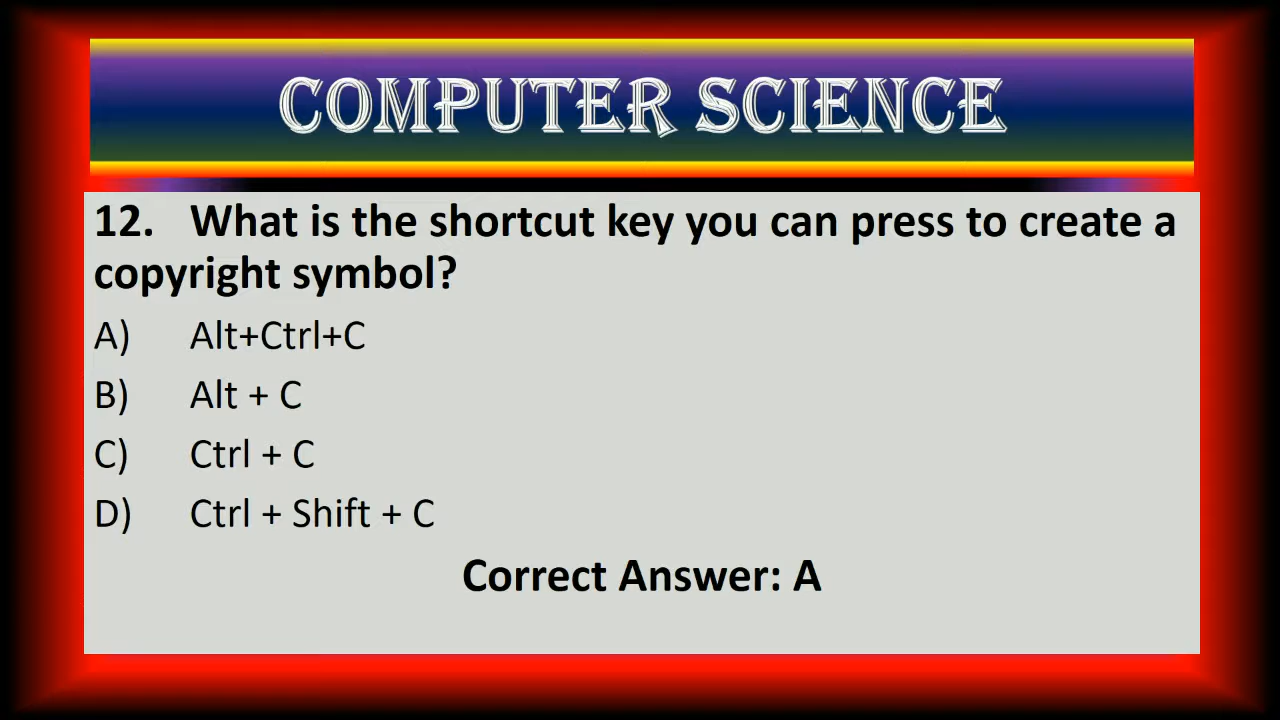 COMPUTER SCIENCE
12. What is the shortcut key you can press to create a
copyright symbol?
A) Alt+Ctrl+C
B) Alt + C
C) Ctrl + C
D) Ctrl + Shift + C
Correct Answer: A